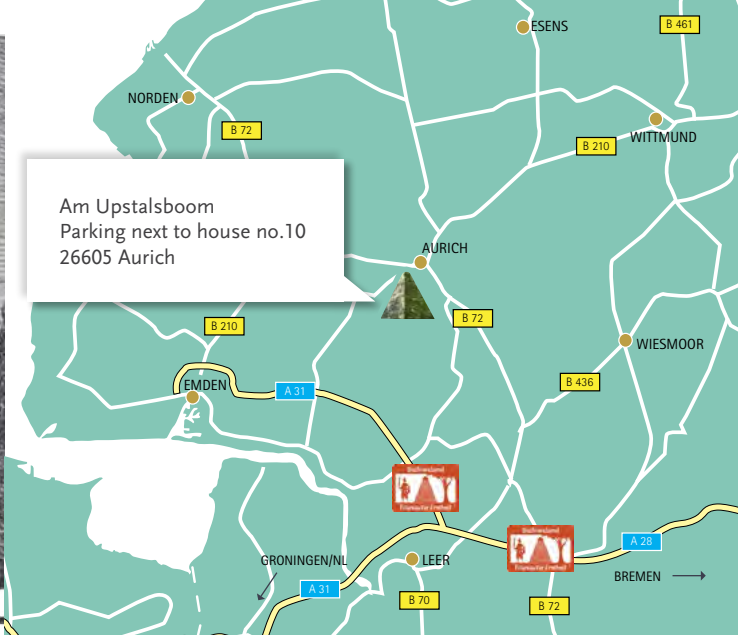 ESENS
B 461
NORDEN
B 72
WITTMUND
B 210
Am Upstalsboom
Parking next to house no.10
26605 Aurich
AURICH
B 210
B 72
WIESMOOR
B 436
EMDEN
A 31
A 28
GRONINGEN/NL
LEER
BREMEN
A 31
B 70
B 72